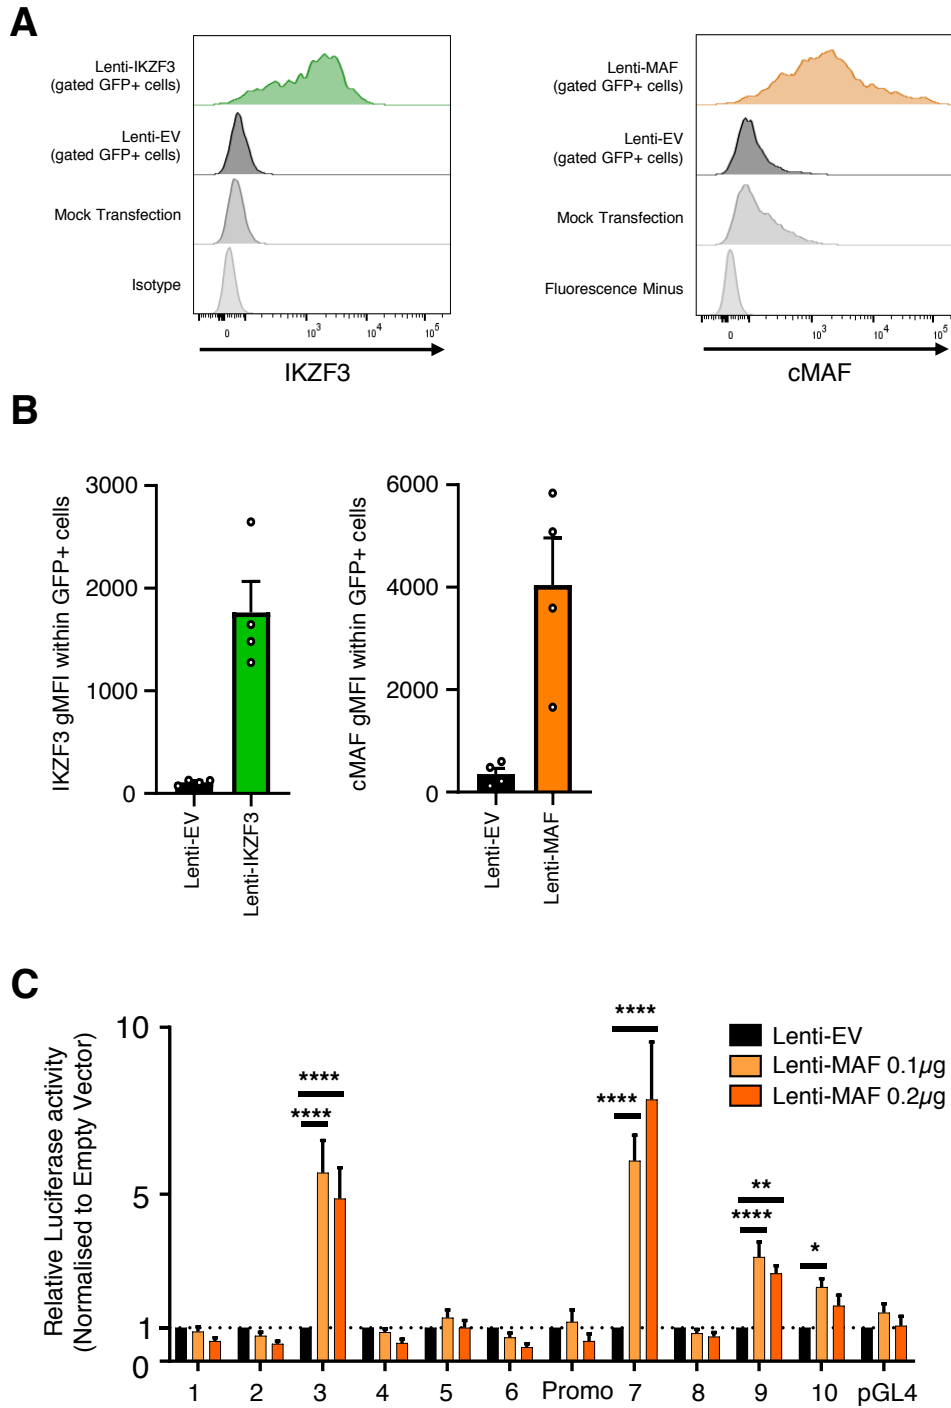 A
Lenti-IKZF3
(gated GFP+ cells)
Lenti-EV
(gated GFP+ cells)
Mock Transfection
Isotype
0 10³ 10⁴ 10⁵
IKZF3
Lenti-MAF
(gated GFP+ cells)
Lenti-EV
(gated GFP+ cells)
Mock Transfection
Fluorescence Minus
0 10³ 10⁴ 10⁵
cMAF
B
IKZF3 gMFI within GFP+ cells
3000
2000
1000
0
Lenti-EV
Lenti-IKZF3
cMAF gMFI within GFP+ cells
6000
4000
2000
0
Lenti-EV
Lenti-MAF
C
Relative Luciferase activity
(Normalised to Empty Vector)
10
5
1
0
****
****
****
****
**
****
*
Lenti-EV
Lenti-MAF 0.1µg
Lenti-MAF 0.2µg
1 2 3 4 5 6 Promo 7 8 9 10 pGL4